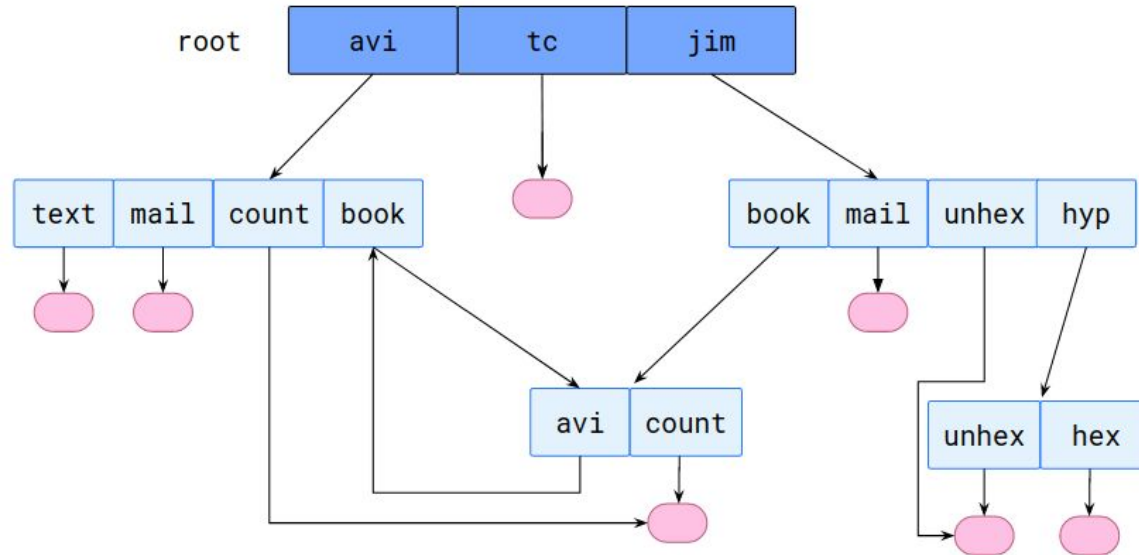 root avi tc jim
text mail count book book mail unhex hyp
avi count
unhex hex